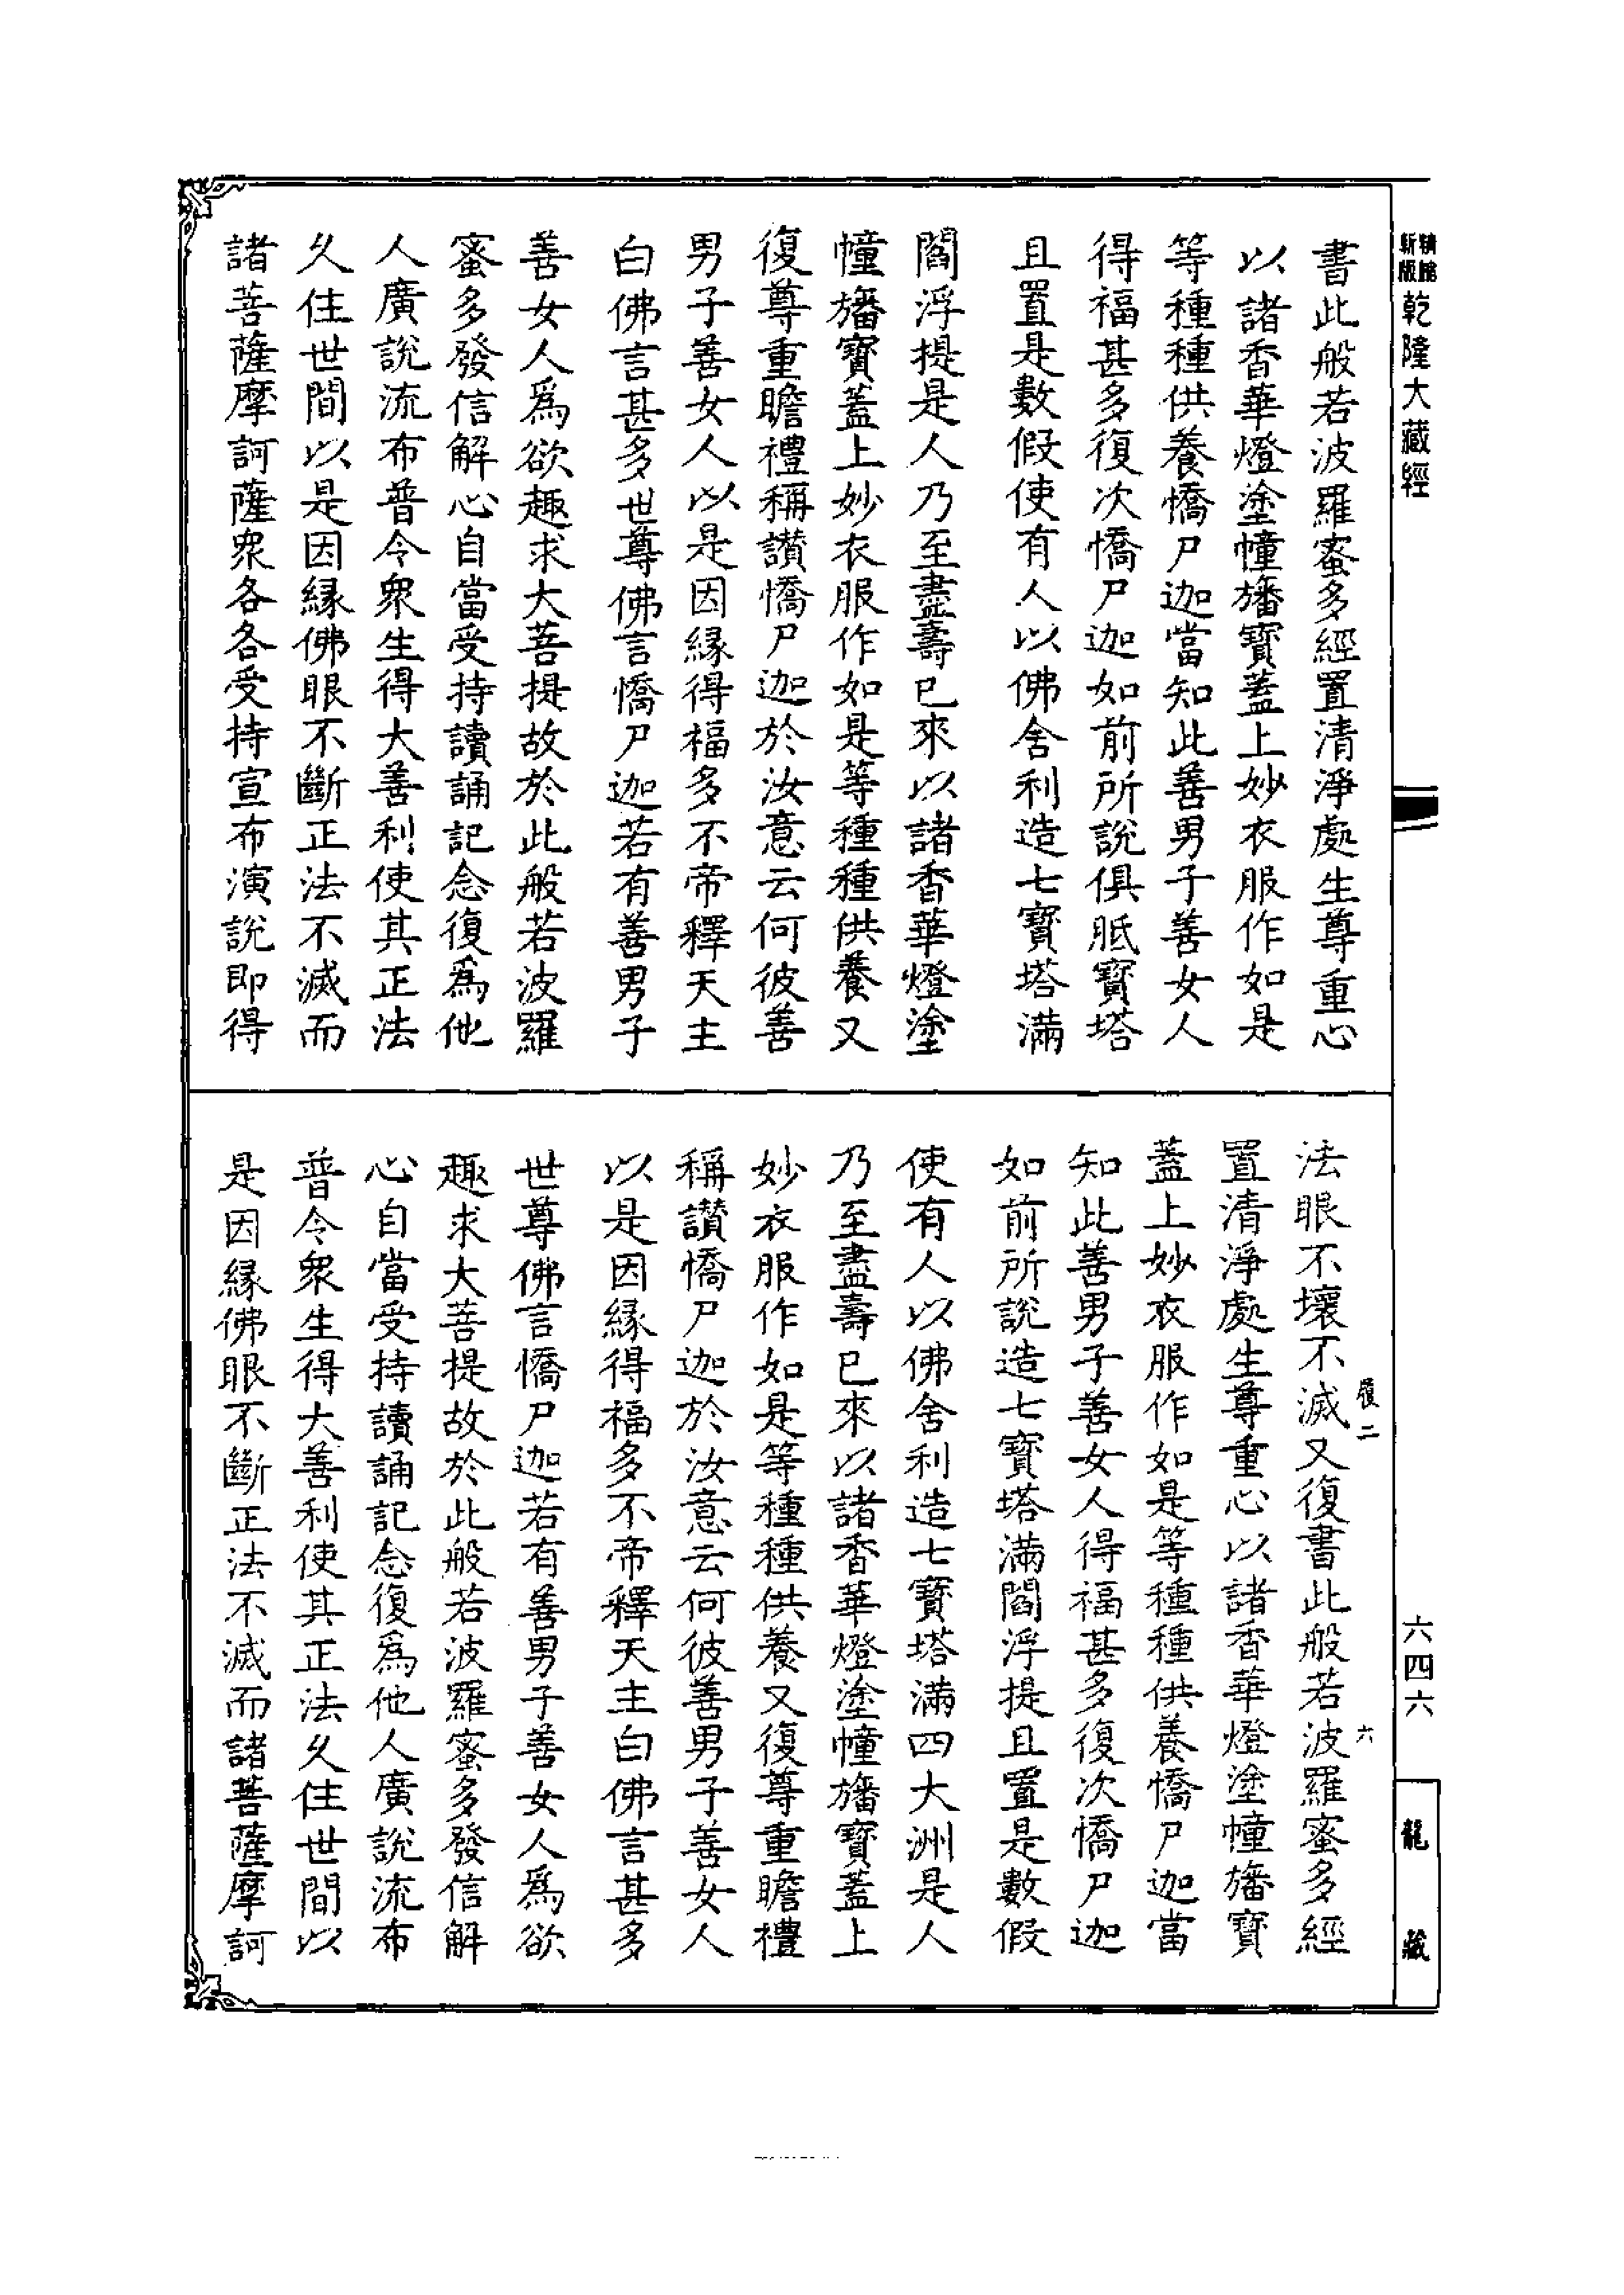 精縮新版 乾隆大藏經
書此般若波羅蜜多經置清淨處生尊重心
以諸香華燈塗幢旛寶蓋上妙衣服作如是
等種種供養憍尸迦當知此善男子善女人
得福甚多復次憍尸迦如前所說俱胝寶塔
且置是數假使有人以佛舍利造七寶塔滿
閻浮提是人乃至盡壽已來以諸香華燈塗
幢旛寶蓋上妙衣服作如是等種種供養又
復尊重瞻禮稱讚憍尸迦於汝意云何彼善
男子善女人以是因緣得福多不帝釋天主
白佛言甚多世尊佛言憍尸迦若有善男子
善女人爲欲趣求大菩提故於此般若波羅
蜜多發信解心自當受持讀誦記念復爲他
人廣說流布普令衆生得大善利使其正法
久住世間以是因緣佛眼不斷正法不滅而
諸菩薩摩訶薩衆各各受持宣布演說即得
法眼不壞不滅又復書此般若波羅蜜多經
置清淨處生尊重心以諸香華燈塗幢旛寶
蓋上妙衣服作如是等種種供養憍尸迦當
知此善男子善女人得福甚多復次憍尸迦
如前所說造七寶塔滿閻浮提且置是數假
使有人以佛舍利造七寶塔滿四大洲是人
乃至盡壽已來以諸香華燈塗幢旛寶蓋上
妙衣服作如是等種種供養又復尊重瞻禮
稱讚憍尸迦於汝意云何彼善男子善女人
以是因緣得福多不帝釋天主白佛言甚多
世尊佛言憍尸迦若有善男子善女人爲欲
趣求大菩提故於此般若波羅蜜多發信解
心自當受持讀誦記念復爲他人廣說流布
普令衆生得大善利使其正法久住世間以
是因緣佛眼不斷正法不滅而諸菩薩摩訶
履二
六
六四六
龍藏